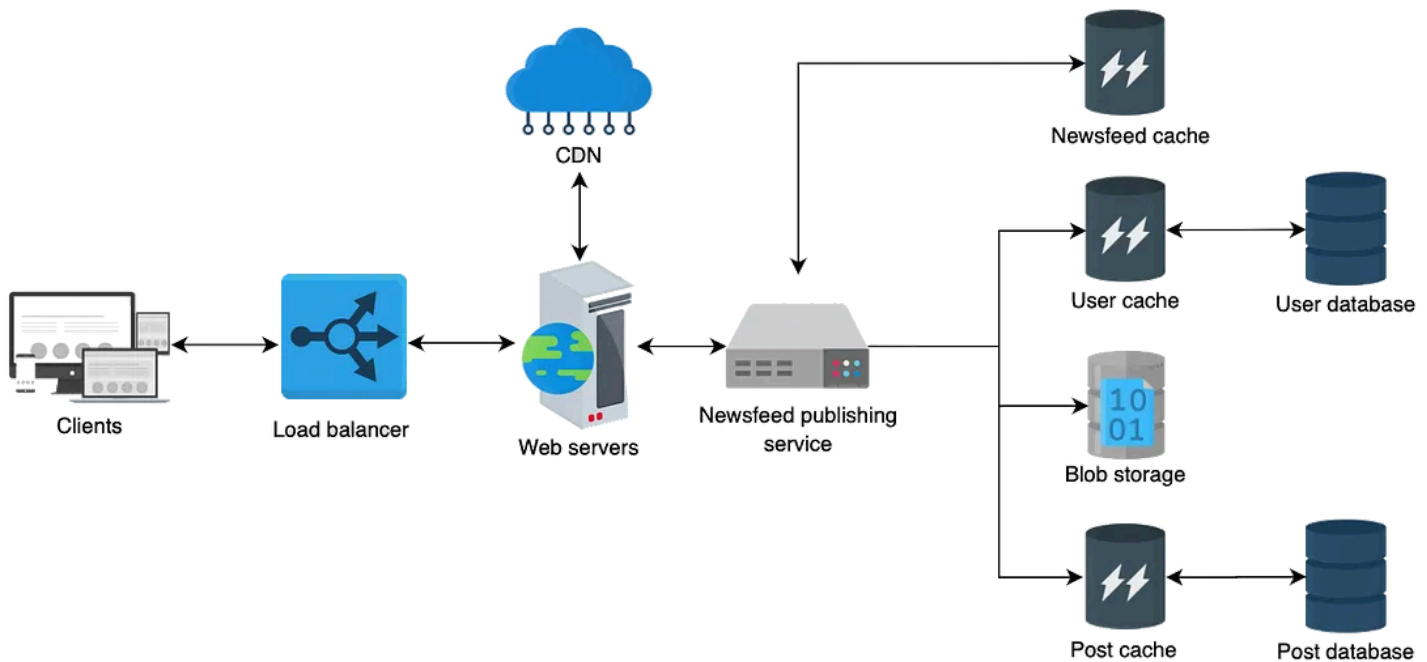 CDN
Newsfeed cache
User cache
User database
Clients
Load balancer
Web servers
Newsfeed publishing
service
10
01
Blob storage
Post cache
Post database